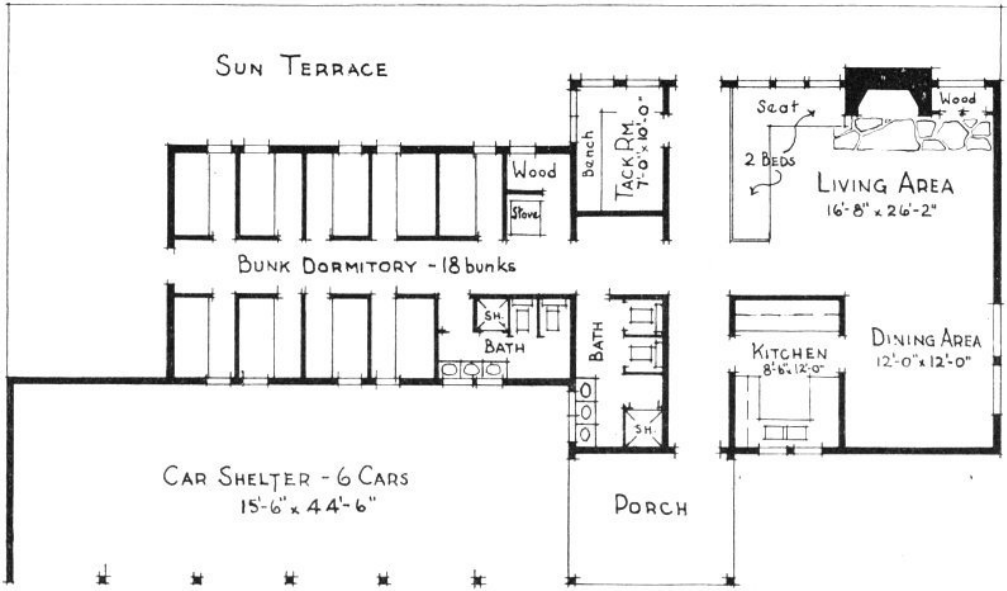 SUN TERRACE
Seat
Wood
Bench
TACK RM.
7'-0" x 10'-0"
2 BEDS
Wood
Stove
LIVING AREA
16'-8" x 26'-2"
BUNK DORMITORY - 18 bunks
SH.
BATH
BATH
SH.
KITCHEN
8'-6" x 12'-0"
DINING AREA
12'-0" x 12'-0"
CAR SHELTER - 6 CARS
15'-6" x 44'-6"
PORCH